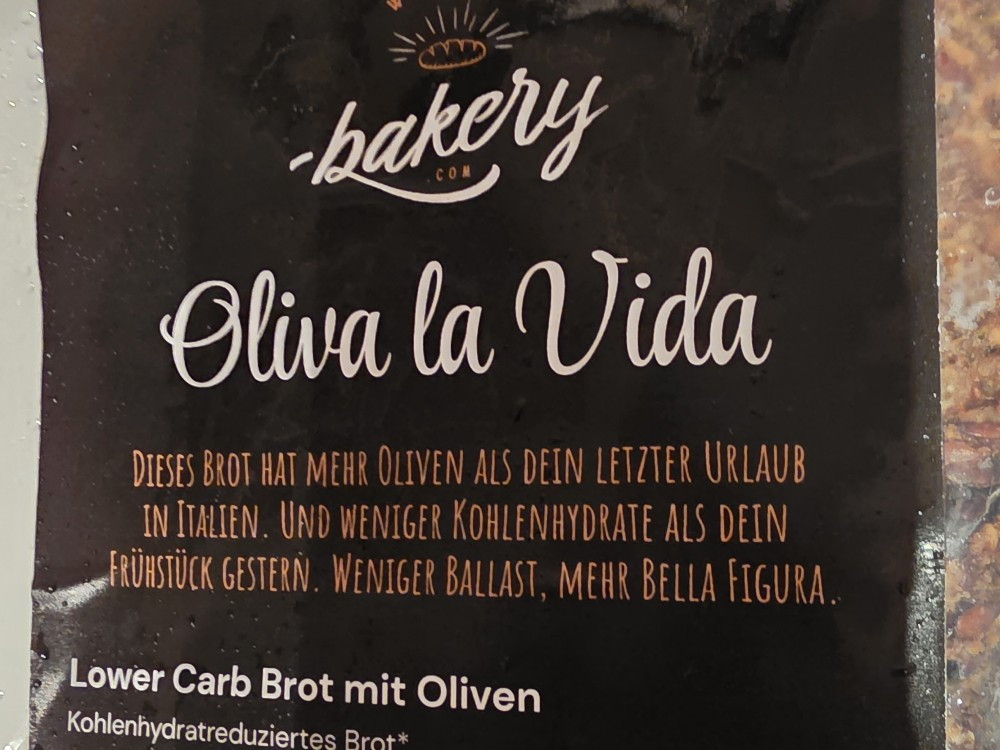 -bakery
COM
Oliva la Vida
DIESES BROT HAT MEHR OLIVEN ALS DEIN LETZTER URLAUB
IN ITALIEN. UND WENIGER KOHLENHYDRATE ALS DEIN
FRÜHSTÜCK GESTERN. WENIGER BALLAST, MEHR BELLA FIGURA.
Lower Carb Brot mit Oliven
Kohlenhydratreduziertes Brot*